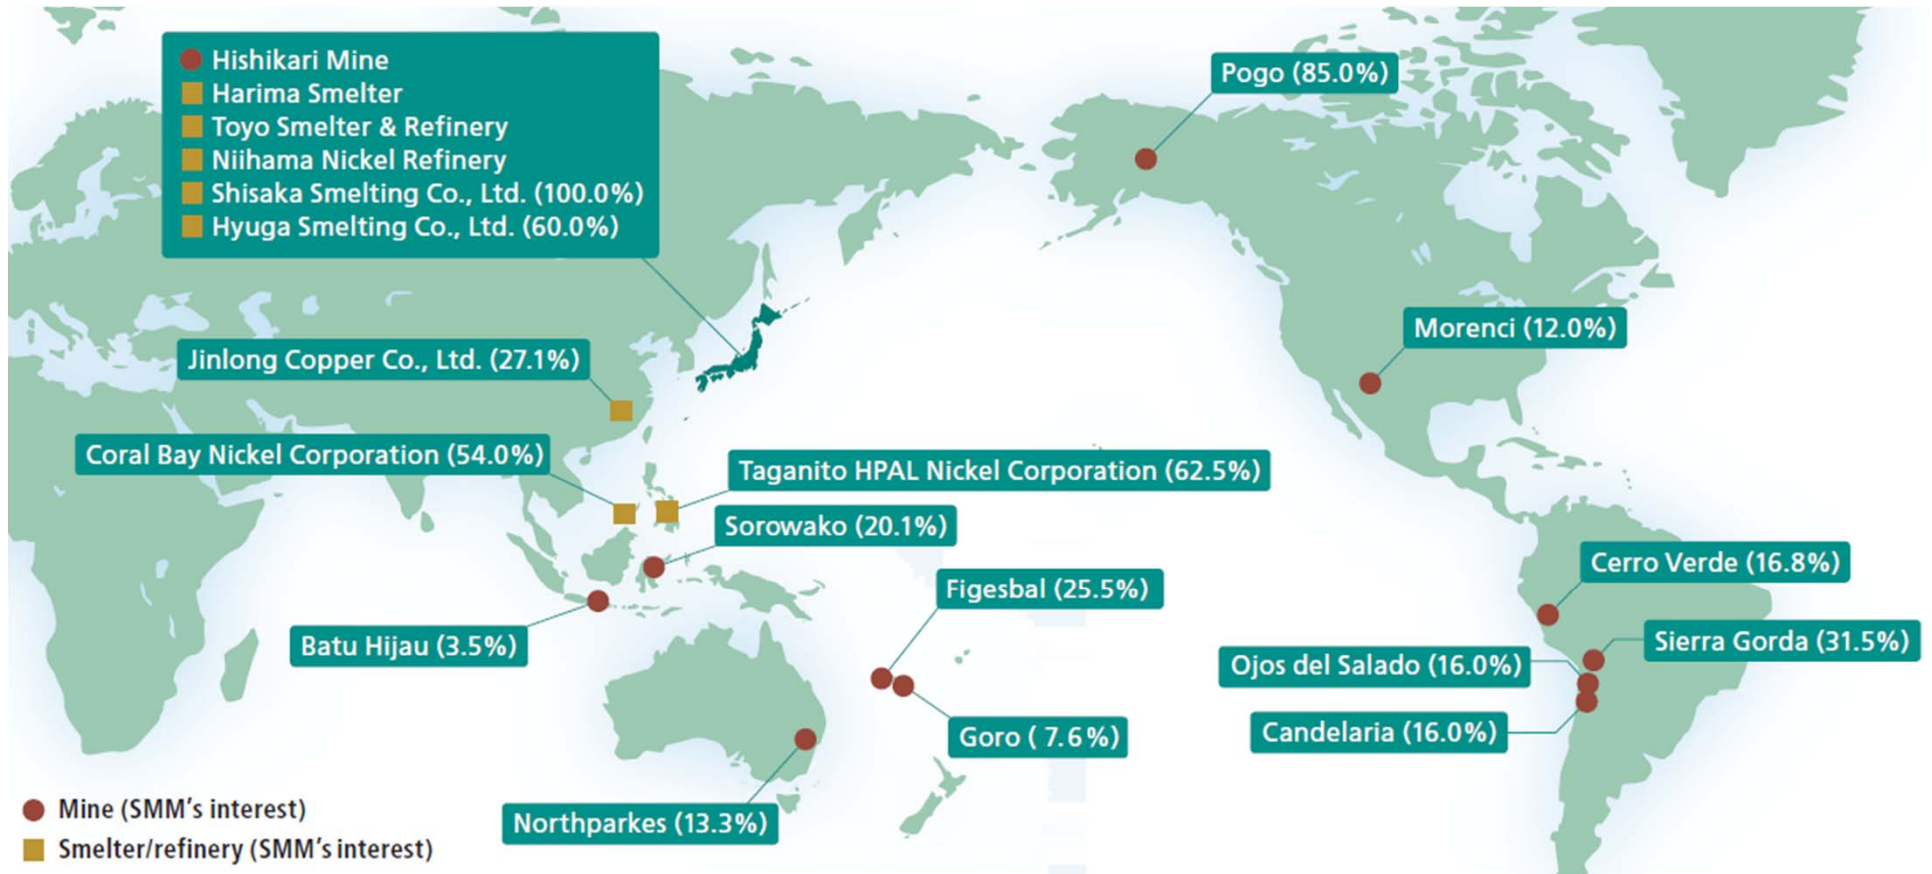 Hishikari Mine
Harima Smelter
Toyo Smelter & Refinery
Niihama Nickel Refinery
Shisaka Smelting Co., Ltd. (100.0%)
Hyuga Smelting Co., Ltd. (60.0%)
Pogo (85.0%)
Morenci (12.0%)
Jinlong Copper Co., Ltd. (27.1%)
Coral Bay Nickel Corporation (54.0%)
Taganito HPAL Nickel Corporation (62.5%)
Sorowako (20.1%)
Cerro Verde (16.8%)
Figesbal (25.5%)
Batu Hijau (3.5%)
Sierra Gorda (31.5%)
Ojos del Salado (16.0%)
Candelaria (16.0%)
Goro ( 7.6%)
Northparkes (13.3%)
Mine (SMM's interest)
Smelter/refinery (SMM's interest)